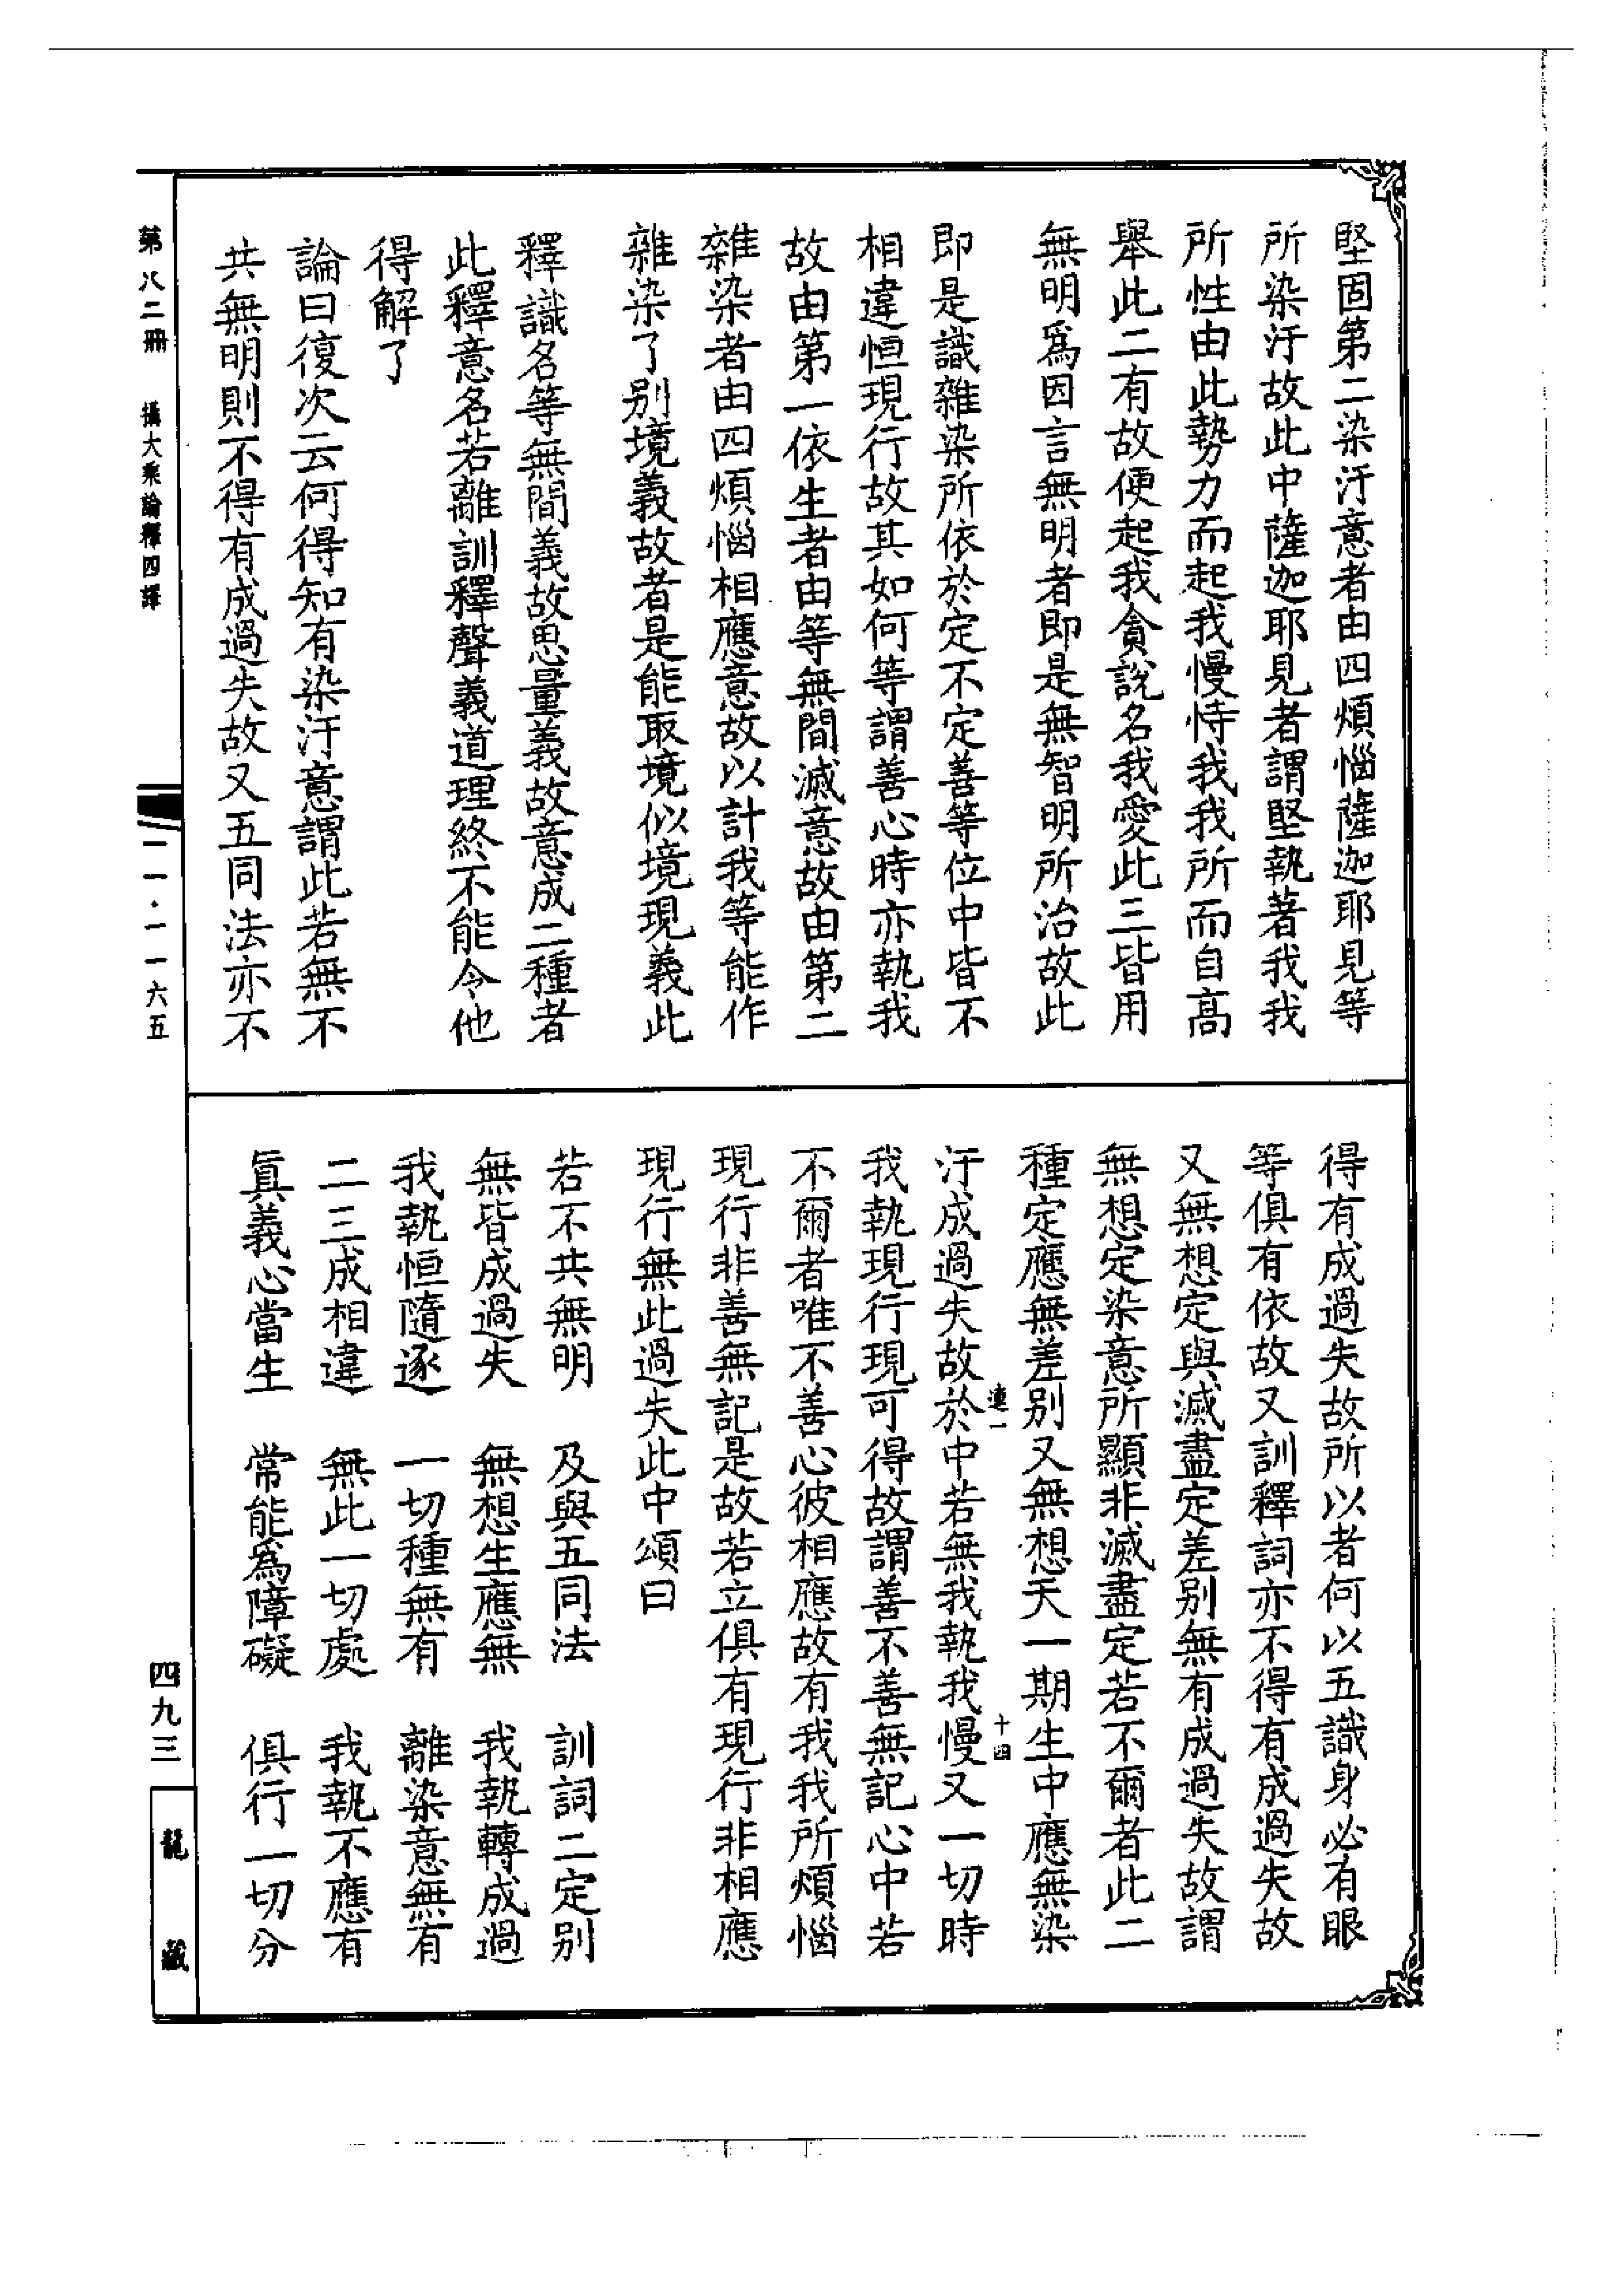 堅固第二染汙意者由四煩惱薩迦耶見等
所染汙故此中薩迦耶見者謂堅執著我我
所性由此勢力而起我慢恃我我所而自高
舉此二有故便起我貪說名我愛此三皆用
無明爲因言無明者即是無智明所治故此
即是識雜染所依於定不定善等位中皆不
相違恒現行故其如何等謂善心時亦執我
故由第一依生者由等無間滅意故由第二
雜染者由四煩惱相應意故以計我等能作
雜染了别境義故者是能取境似境現義此
釋識名等無間義故思量義故意成二種者
此釋意名若離訓釋聲義道理終不能令他
得解了
論曰復次云何得知有染汙意謂此若無不
共無明則不得有成過失故又五同法亦不
得有成過失故所以者何以五識身必有眼
等俱有依故又訓釋詞亦不得有成過失故
又無想定與滅盡定差别無有成過失故謂
無想定染意所顯非滅盡定若不爾者此二
種定應無差别又無想天一期生中應無染
汙成過失故於中若無我執我慢又一切時
我執現行現可得故謂善不善無記心中若
不爾者唯不善心彼相應故有我我所煩惱
現行非善無記是故若立俱有現行非相應
現行無此過失此中頌曰
若不共無明　及與五同法　訓詞二定别
無皆成過失　無想生應無　我執轉成過
我執恒隨逐　一切種無有　離染意無有
二三成相違　無此一切處　我執不應有
眞義心當生　常能爲障礙　俱行一切分
連一
十四
第八二冊　攝大乘論釋四譯
一一·一一六五
四九三
龍藏